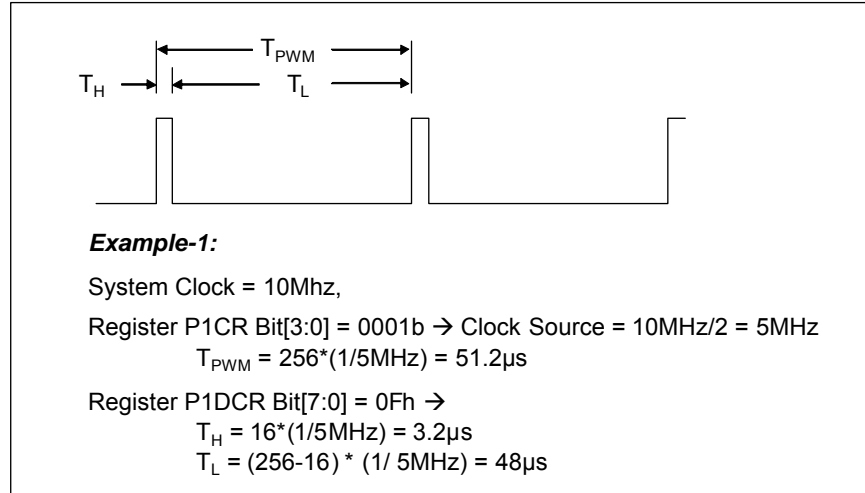 TPWM
TH TL
Example-1:
System Clock = 10Mhz,
Register P1CR Bit[3:0] = 0001b → Clock Source = 10MHz/2 = 5MHz
TPWM = 256*(1/5MHz) = 51.2µs
Register P1DCR Bit[7:0] = 0Fh →
TH = 16*(1/5MHz) = 3.2µs
TL = (256-16) * (1/ 5MHz) = 48µs